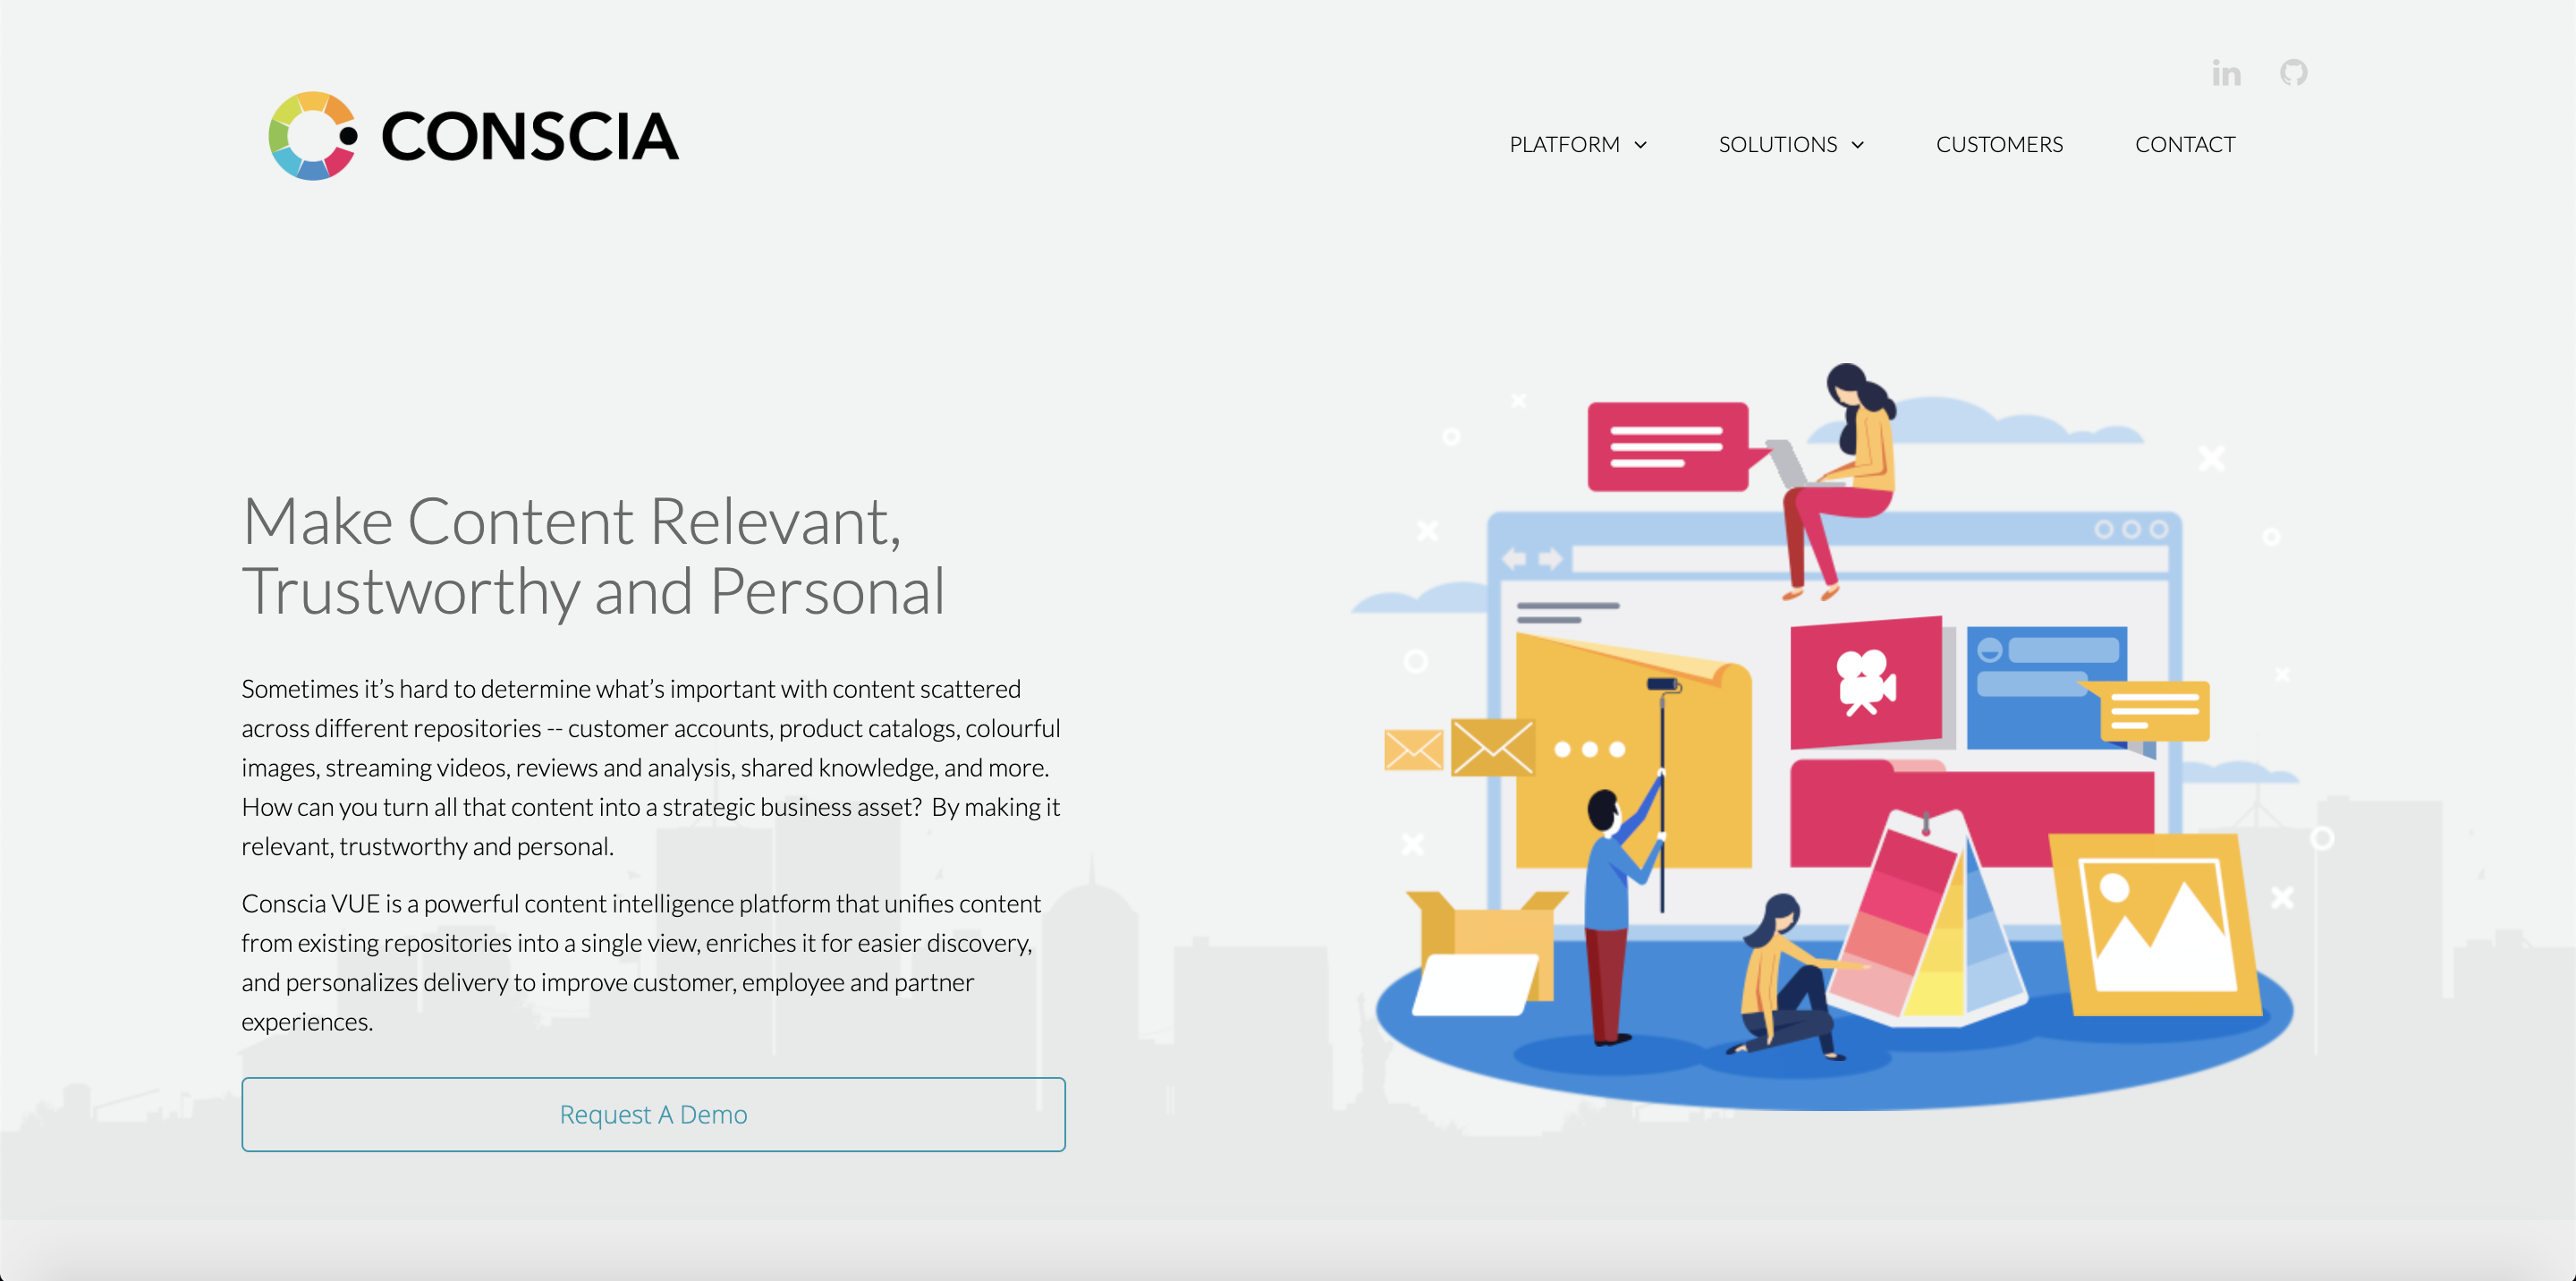 CONSCIA
PLATFORM
SOLUTIONS
CUSTOMERS
CONTACT
Make Content Relevant,
Trustworthy and Personal
Sometimes it’s hard to determine what’s important with content scattered
across different repositories -- customer accounts, product catalogs, colourful
images, streaming videos, reviews and analysis, shared knowledge, and more.
How can you turn all that content into a strategic business asset?  By making it
relevant, trustworthy and personal.
Conscia VUE is a powerful content intelligence platform that unifies content
from existing repositories into a single view, enriches it for easier discovery,
and personalizes delivery to improve customer, employee and partner
experiences.
Request A Demo